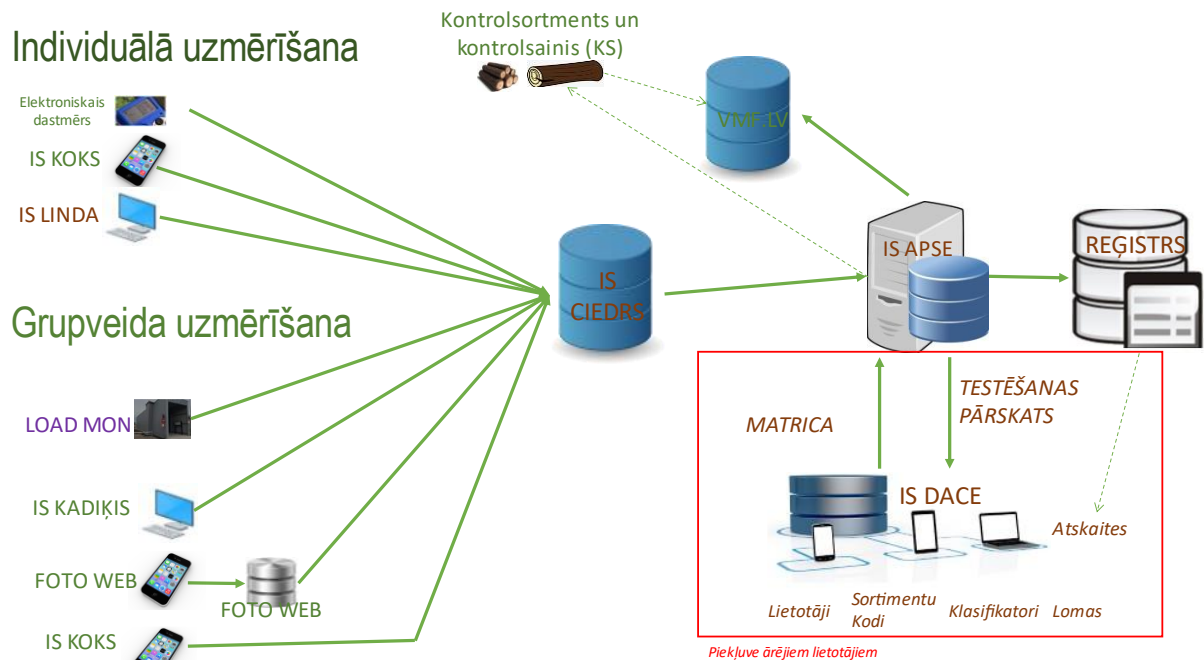 Individuālā uzmērīšana
Kontrolsortments un
kontrolsainis (KS)
Elektroniskais
dastmērs
IS KOKS
IS LINDA
VMF.LV
IS
CIEDRS
IS APSE
REĢISTRS
Grupveida uzmērīšana
LOAD MON
IS KADIĶIS
FOTO WEB
FOTO WEB
IS KOKS
MATRICA
TESTĒŠANAS
PĀRSKATS
IS DACE
Atskaites
Lietotāji
Sortimentu
Kodi
Klasifikatori
Lomas
Piekļuve ārējiem lietotājiem